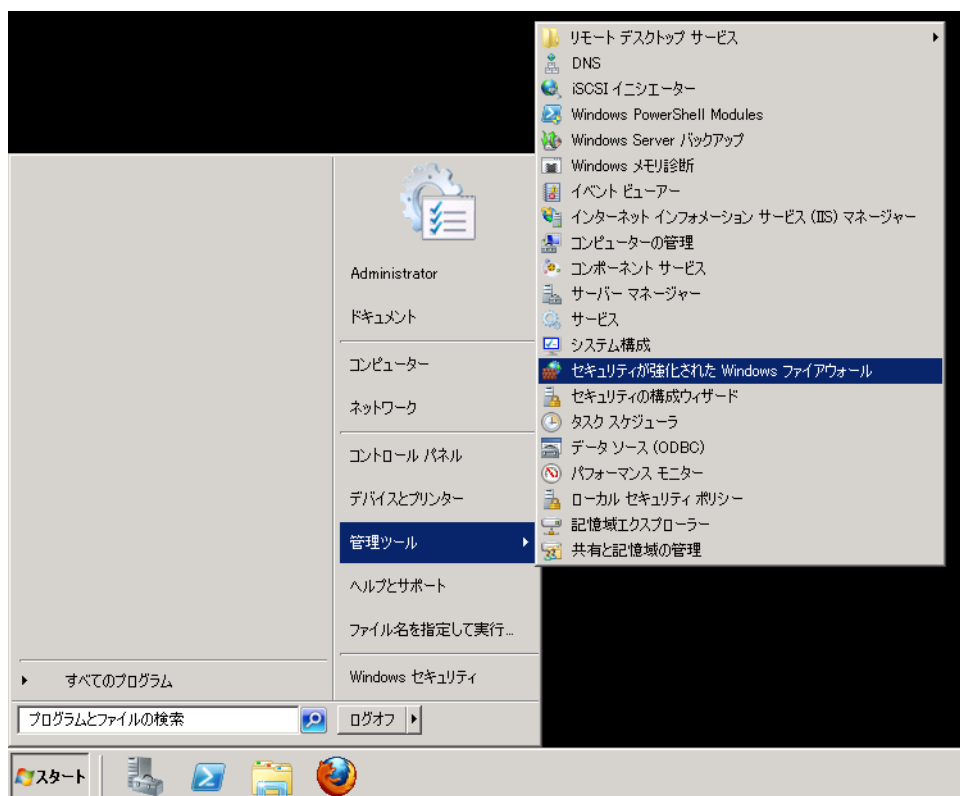 リモート デスクトップ サービス
DNS
iSCSI イニシエーター
Windows PowerShell Modules
Windows Server バックアップ
Windows メモリ診断
イベント ビューアー
インターネット インフォメーション サービス (IIS) マネージャー
コンピューターの管理
コンポーネント サービス
サーバー マネージャー
サービス
システム構成
セキュリティが強化された Windows ファイアウォール
セキュリティの構成ウィザード
タスク スケジューラ
データ ソース (ODBC)
パフォーマンス モニター
ローカル セキュリティ ポリシー
記憶域エクスプローラー
共有と記憶域の管理
Administrator
ドキュメント
コンピューター
ネットワーク
コントロール パネル
デバイスとプリンター
管理ツール
ヘルプとサポート
ファイル名を指定して実行...
Windows セキュリティ
すべてのプログラム
プログラムとファイルの検索
ログオフ
スタート